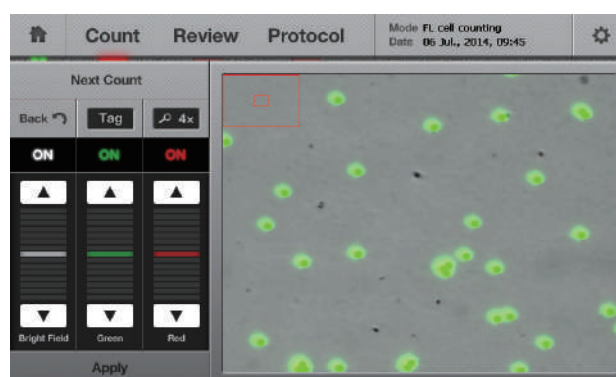 Count Review Protocol
Mode FL cell counting
Date 06 Jul., 2014, 09:45
Next Count
Back Tag 4x
ON ON ON
Bright Field Green Red
Apply